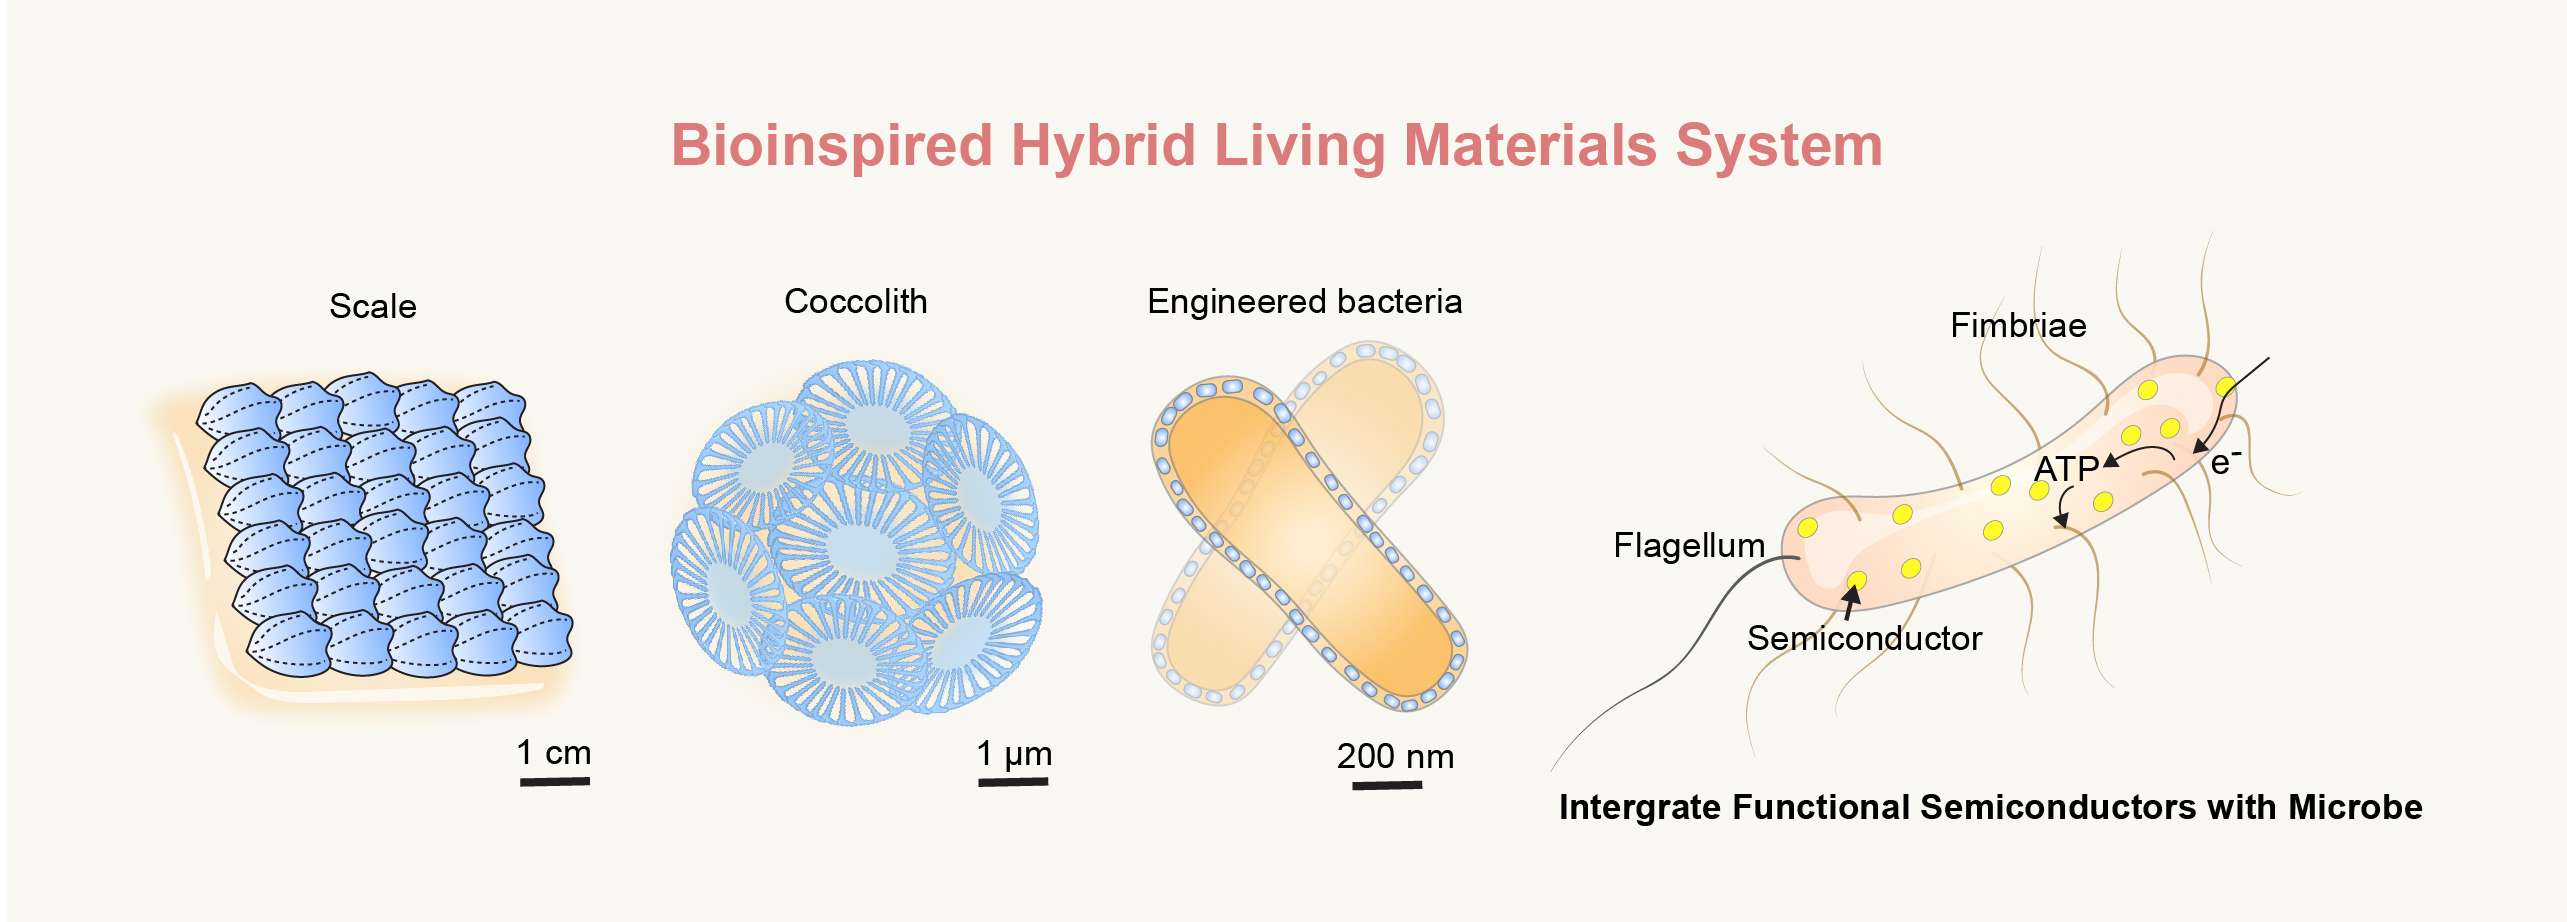 Bioinspired Hybrid Living Materials System
Scale
Coccolith
Engineered bacteria
Fimbriae
ATP
e-
Flagellum
Semiconductor
1 cm
1 µm
200 nm
Intergrate Functional Semiconductors with Microbe